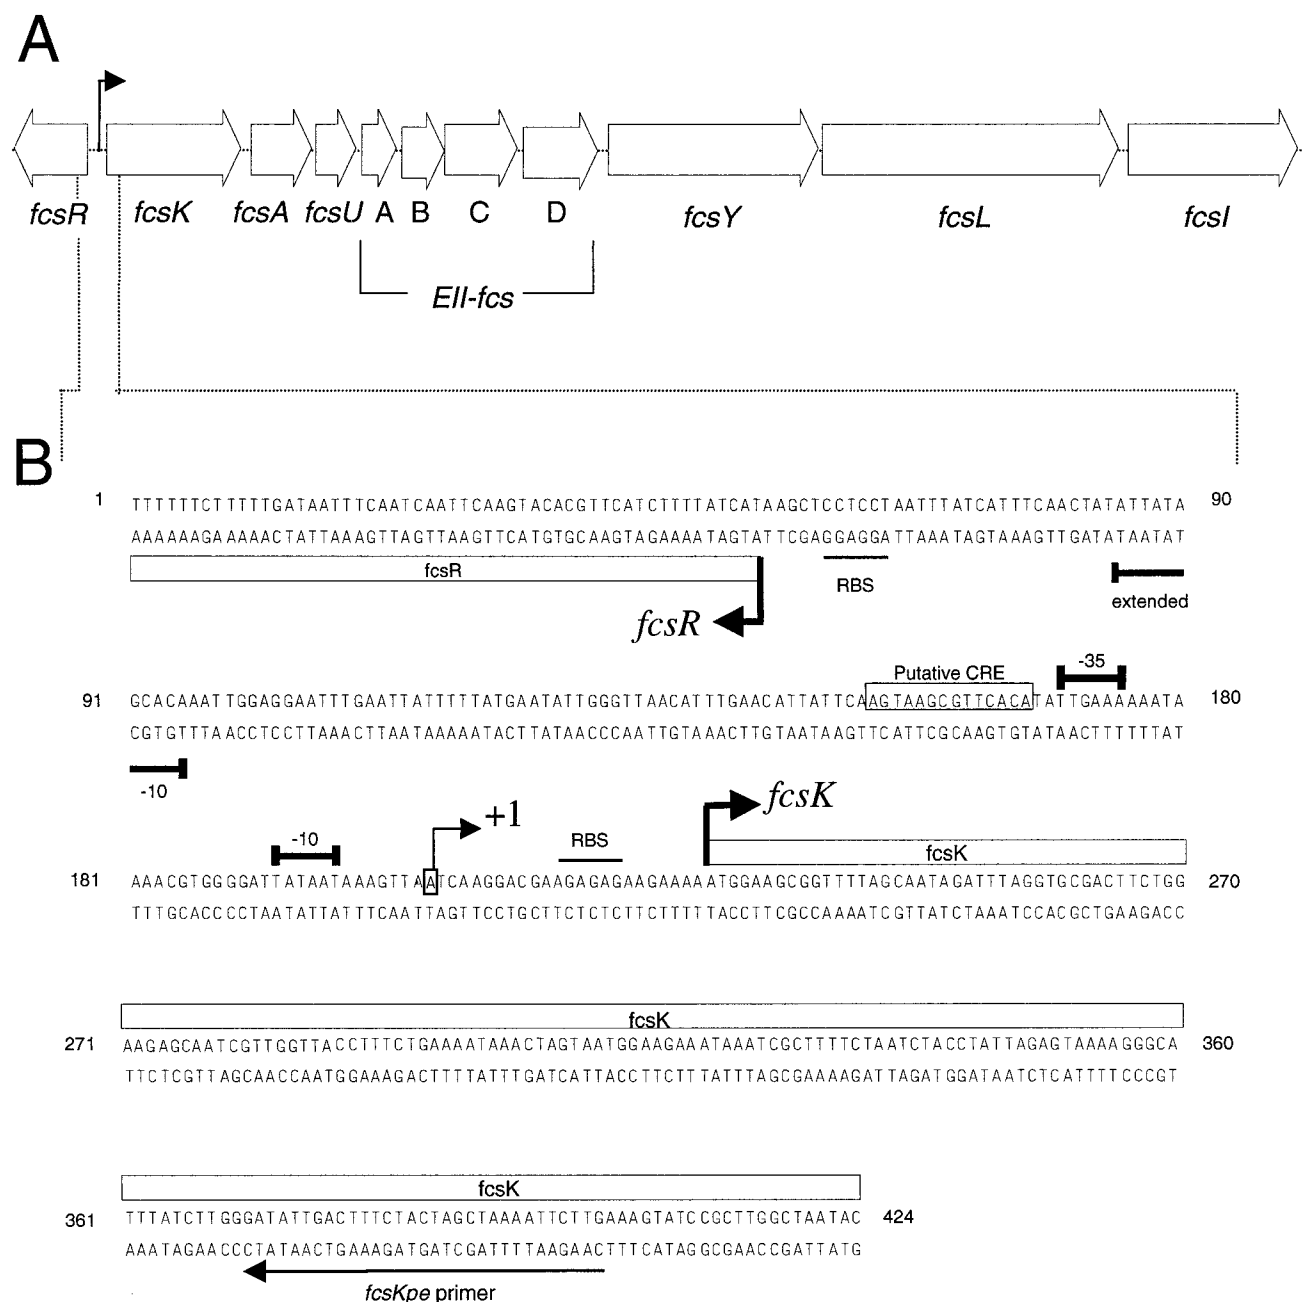 A
fcsR fcsK fcsA fcsU A B C D fcsY fcsL fcsI
EII-fcs
B
1 TTTTTTCTTTTTGATAATTTCAATCAATTCAAGTACACGTTCATCTTTTATCATAAGCTCCTCCTAATTTATCATTTCAACTATATTATA 90
AAAAAAGAAAAACTATTAAAGTTAGTTAAGTTCATGTGCAAGTAGAAAATAGTATTCGAGGAGGATTAAATAGTAAAGTTGATATAATAT
fcsR
RBS
extended
fcsR
Putative CRE
-35
91 GCACAAATTGGAGGAATTTGAATTATTTTTATGAATATTGGGTTAACATTTGAACATTATTCAAGTAAGCGTTCACATATTGAAAAAATA 180
CGTGTTTAACCTCCTTAAACTTAATAAAAATACTTATAACCCAATTGTAAACTTGTAATAAGTTCATTCGCAAGTGTATAACTTTTTTAT
-10
+1
fcsK
-10
RBS
fcsK
181 AAACGTGGGGATTATAATAAAGTTAATCAAGGACGAAGAGAGAAGAAAAATGGAAGCGGTTTTAGCAATAGATTTAGGTGCGACTTCTGG 270
TTTGCACCCCTAATATTATTTCAATTAGTTCCTGCTTCTCTCTTCTTTTTACCTTCGCCAAAATCGTTATCTAAATCCACGCTGAAGACC
fcsK
271 AAGAGCAATCGTTGGTTACCTTTCTGAAAATAAACTAGTAATGGAAGAAATAAATCGCTTTTCTAATCTACCTATTAGAGTAAAAGGGCA 360
TTCTCGTTAGCAACCAATGGAAAGACTTTTATTTGATCATTACCTTCTTTATTTAGCGAAAAGATTAGATGGATAATCTCATTTTCCCGT
fcsK
361 TTTATCTTGGGATATTGACTTTCTACTAGCTAAAATTCTTGAAAGTATCCGCTTGGCTAATAC 424
AAATAGAACCCTATAACTGAAAGATGATCGATTTTAAGAACTTTCATAGGCGAACCGATTATG
fcsKpe primer